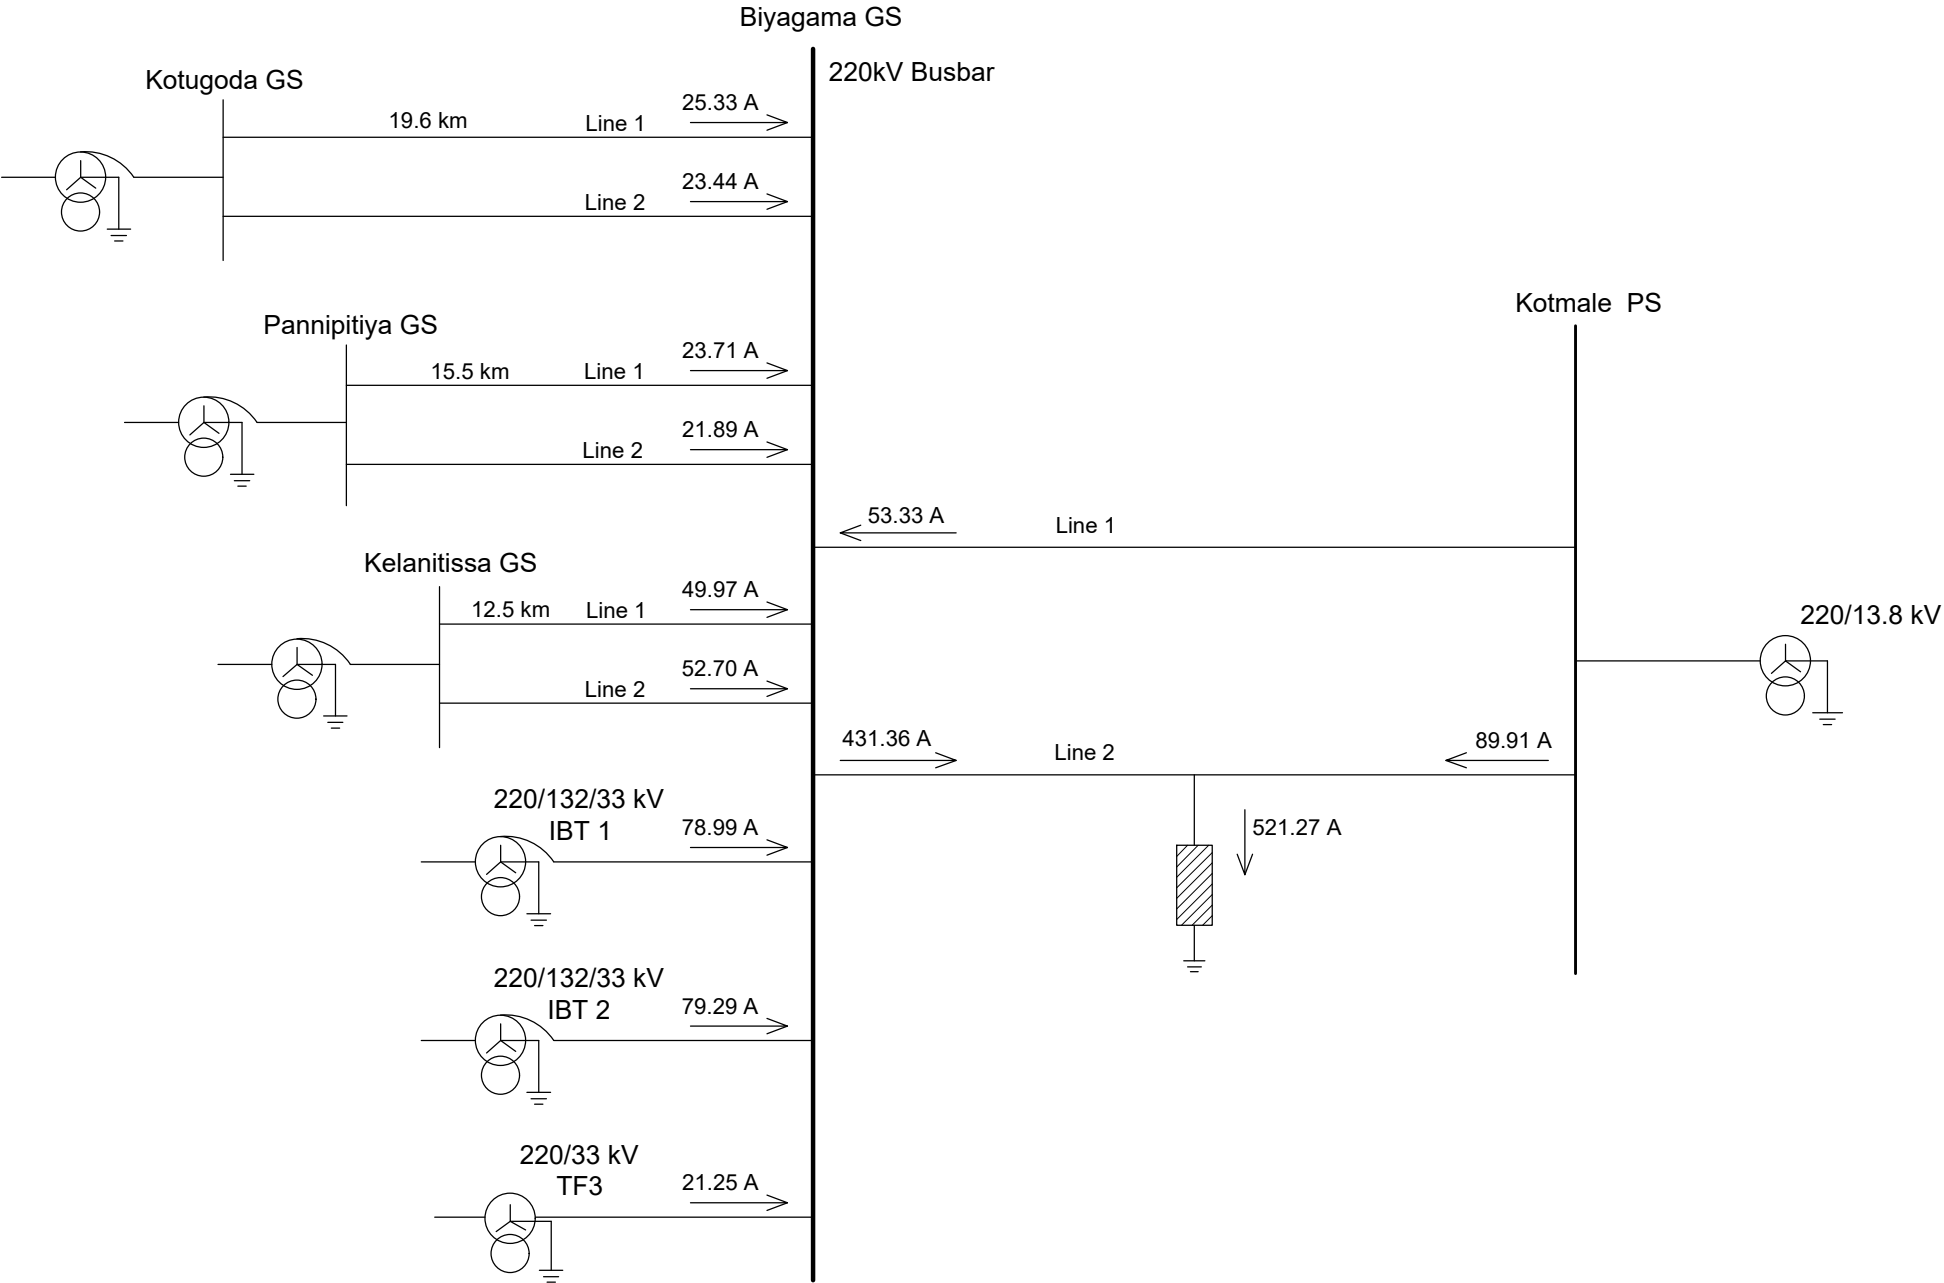 Biyagama GS
220kV Busbar
Kotugoda GS
19.6 km
Line 1
25.33 A
Line 2
23.44 A
Pannipitiya GS
15.5 km
Line 1
23.71 A
Line 2
21.89 A
Kelanitissa GS
12.5 km
Line 1
49.97 A
Line 2
52.70 A
220/132/33 kV
IBT 1
78.99 A
220/132/33 kV
IBT 2
79.29 A
220/33 kV
TF3
21.25 A
Kotmale PS
53.33 A
Line 1
431.36 A
Line 2
89.91 A
521.27 A
220/13.8 kV